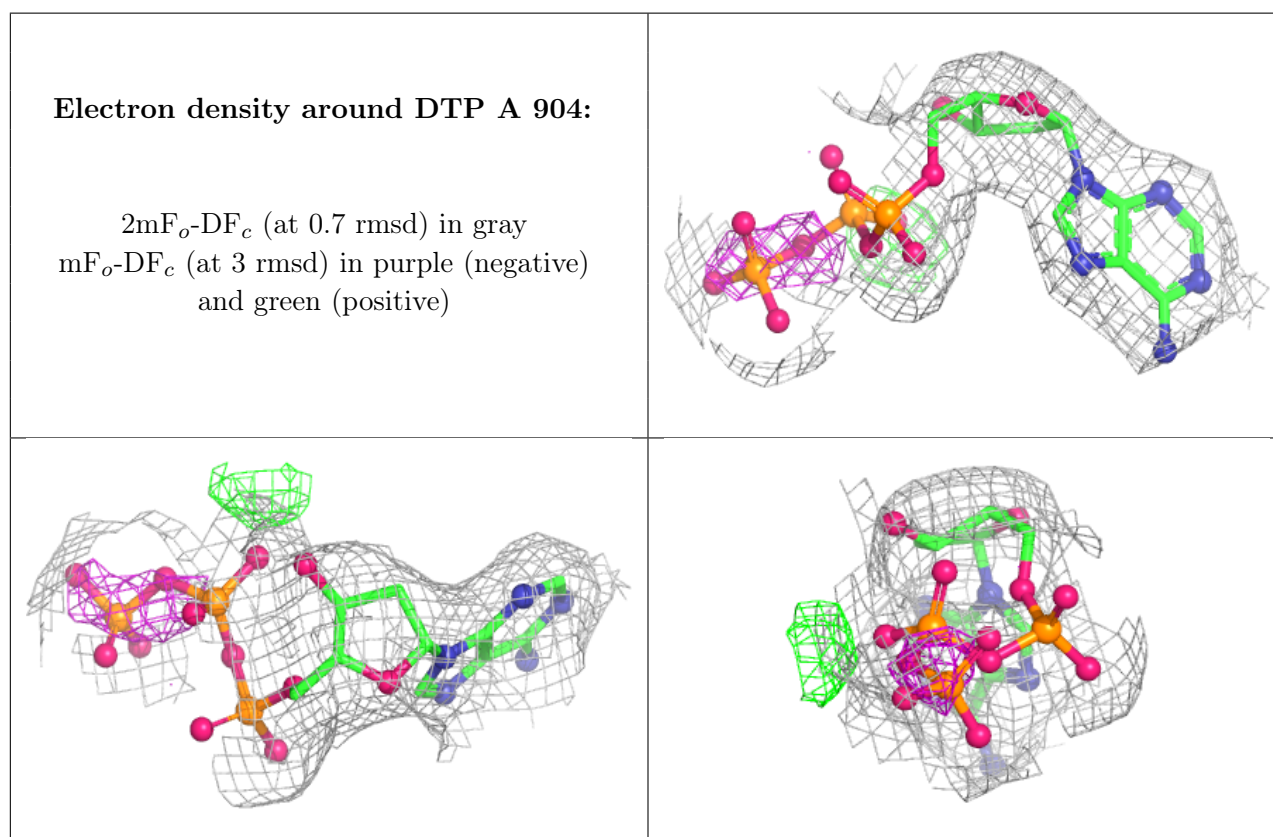 Electron density around DTP A 904:
2mFo-DFc (at 0.7 rmsd) in gray
mFo-DFc (at 3 rmsd) in purple (negative)
and green (positive)